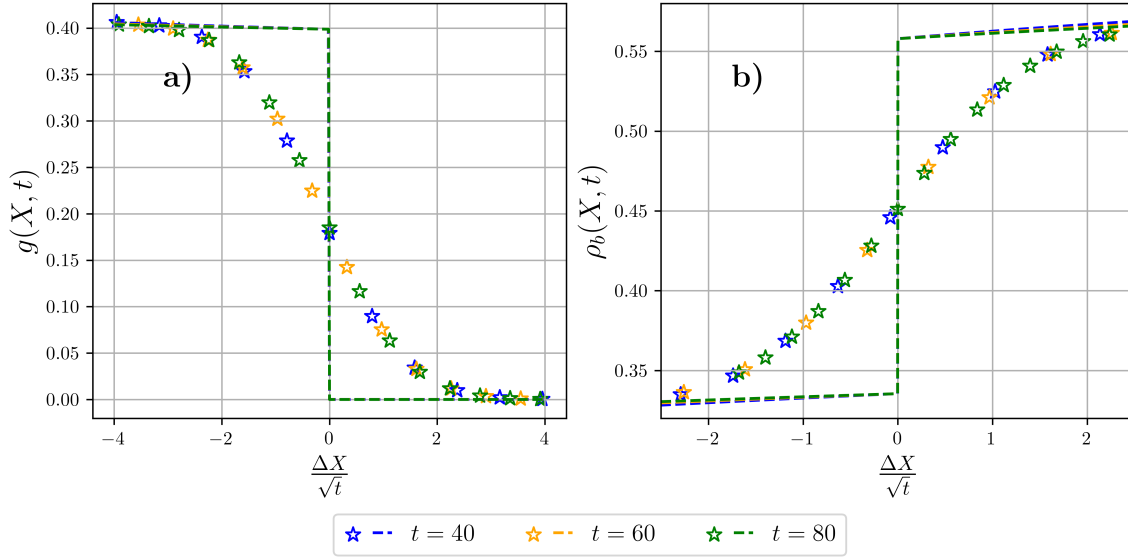 a)
g(X, t)
0.40
0.35
0.30
0.25
0.20
0.15
0.10
0.05
0.00
−4
−2
0
2
4
ΔX
√t
b)
ρ_b(X, t)
0.55
0.50
0.45
0.40
0.35
−2
−1
0
1
2
ΔX
√t
t = 40
t = 60
t = 80